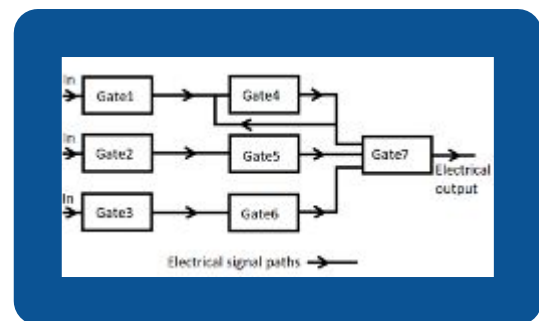 In
Gate1
Gate4
In
Gate2
Gate5
Gate7
Electrical
output
In
Gate3
Gate6
Electrical signal paths